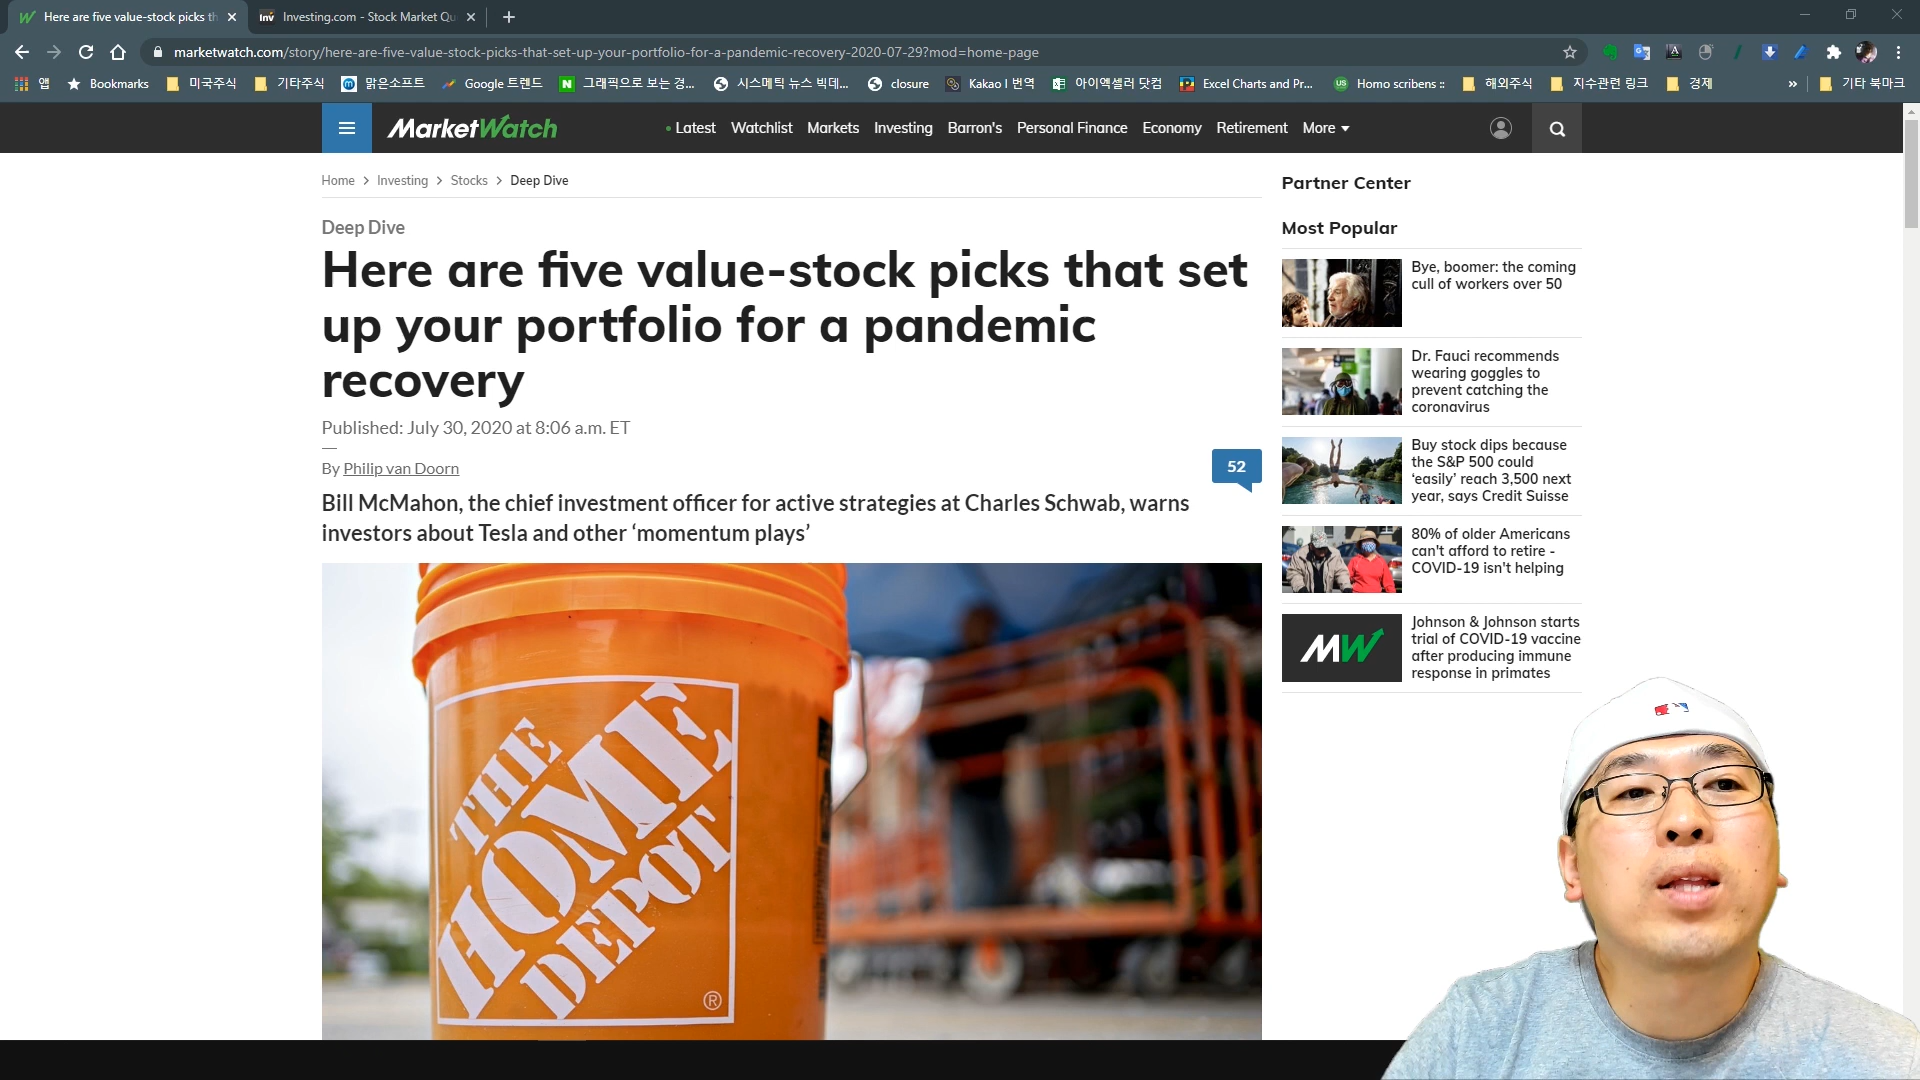 Here are five value-stock picks th
Inv Investing.com - Stock Market Qu
marketwatch.com/story/here-are-five-value-stock-picks-that-set-up-your-portfolio-for-a-pandemic-recovery-2020-07-29?mod=home-page
앱 Bookmarks 미국주식 기타주식 맑은소프트 Google 트렌드 그래픽으로 보는 경... 시스메틱 뉴스 빅데... closure Kakao I 번역 아이엑셀러 닷컴 Excel Charts and Pr... Homo scribens :: 해외주식 지수관련 링크 경제 » 기타 북마크
MarketWatch
Latest Watchlist Markets Investing Barron's Personal Finance Economy Retirement More
Home > Investing > Stocks > Deep Dive
Deep Dive
Here are five value-stock picks that set
up your portfolio for a pandemic
recovery
Published: July 30, 2020 at 8:06 a.m. ET
By Philip van Doorn
52
Bill McMahon, the chief investment officer for active strategies at Charles Schwab, warns
investors about Tesla and other ‘momentum plays’
THE
HOME
DEPOT
®
Partner Center
Most Popular
Bye, boomer: the coming
cull of workers over 50
Dr. Fauci recommends
wearing goggles to
prevent catching the
coronavirus
Buy stock dips because
the S&P 500 could
‘easily’ reach 3,500 next
year, says Credit Suisse
80% of older Americans
can't afford to retire -
COVID-19 isn't helping
MW
Johnson & Johnson starts
trial of COVID-19 vaccine
after producing immune
response in primates